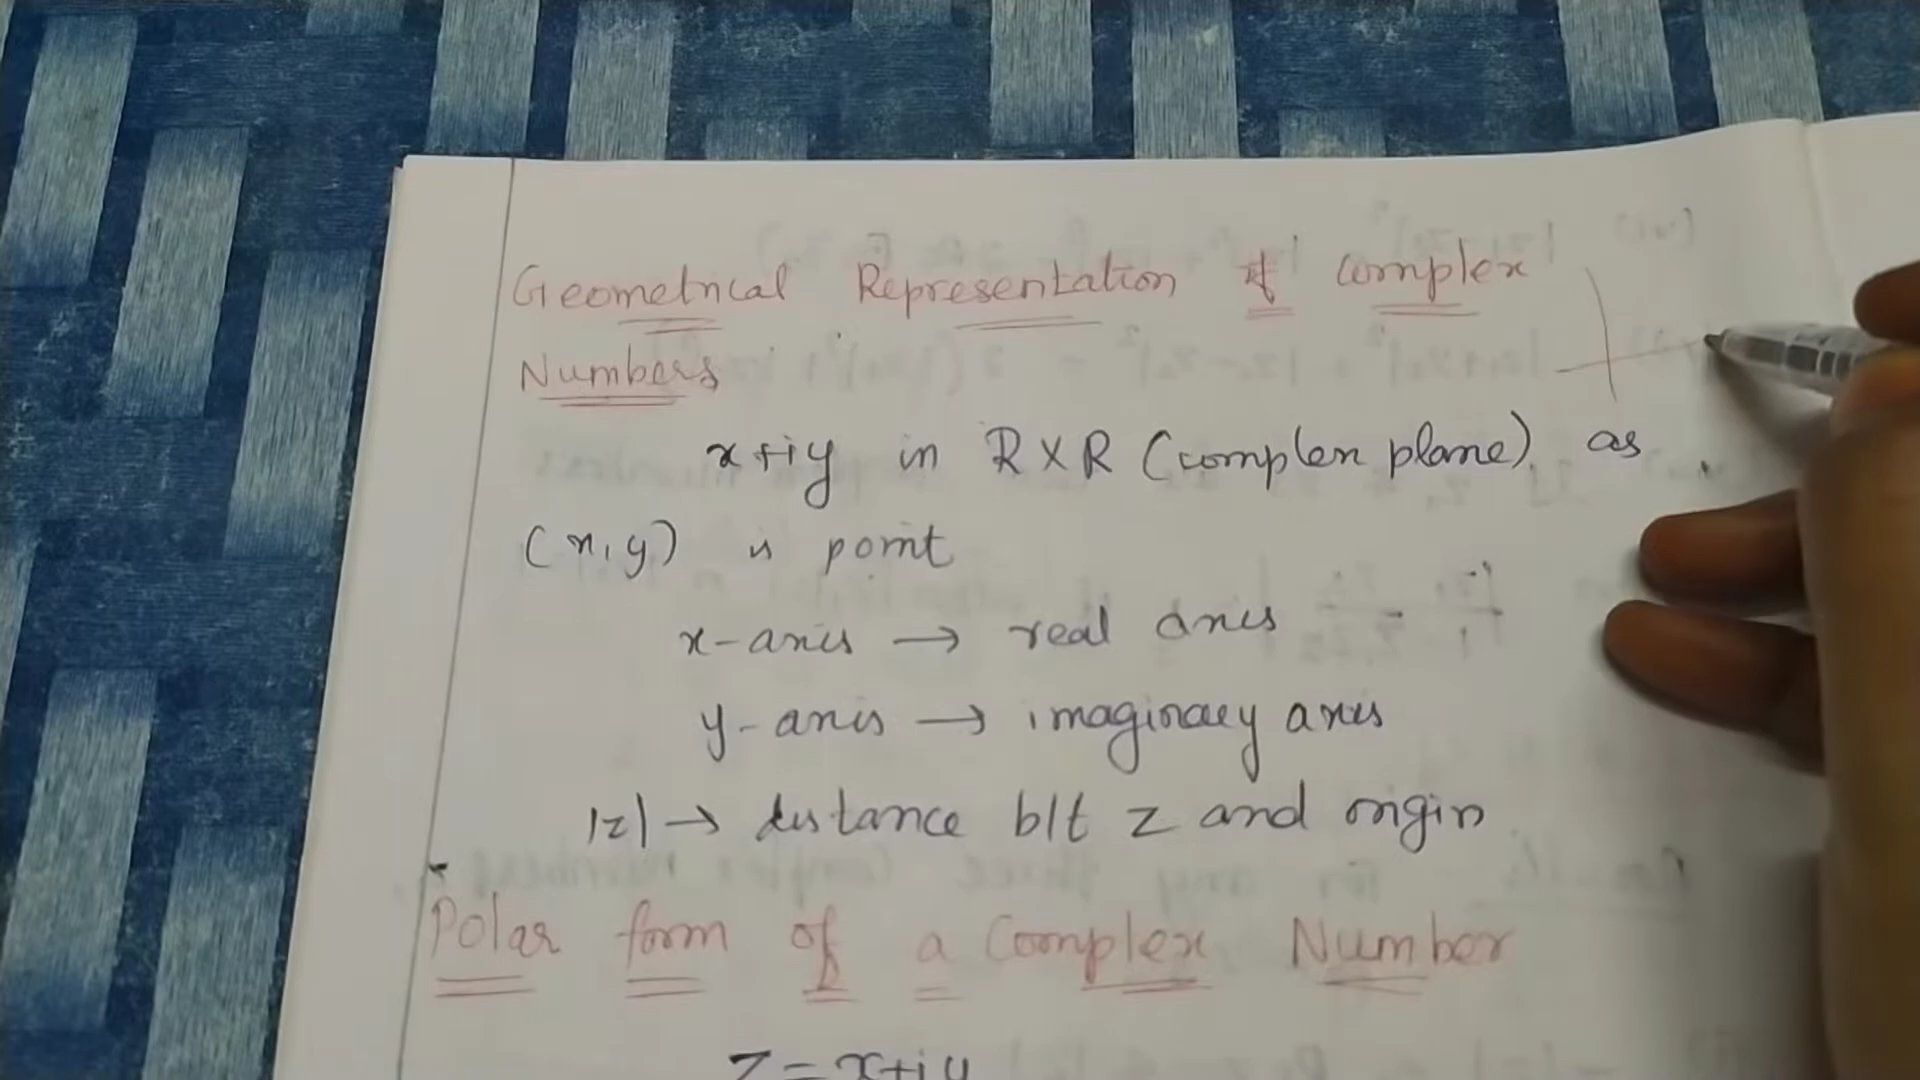 Geometrical Representation of Complex
Numbers
x+iy in R X R (complex plane) as
(x, y) is point
x-axis → real axis
y-axis → imaginary axis
|z| → distance b/t z and origin
Polar form of a Complex Number
Z = x+iy